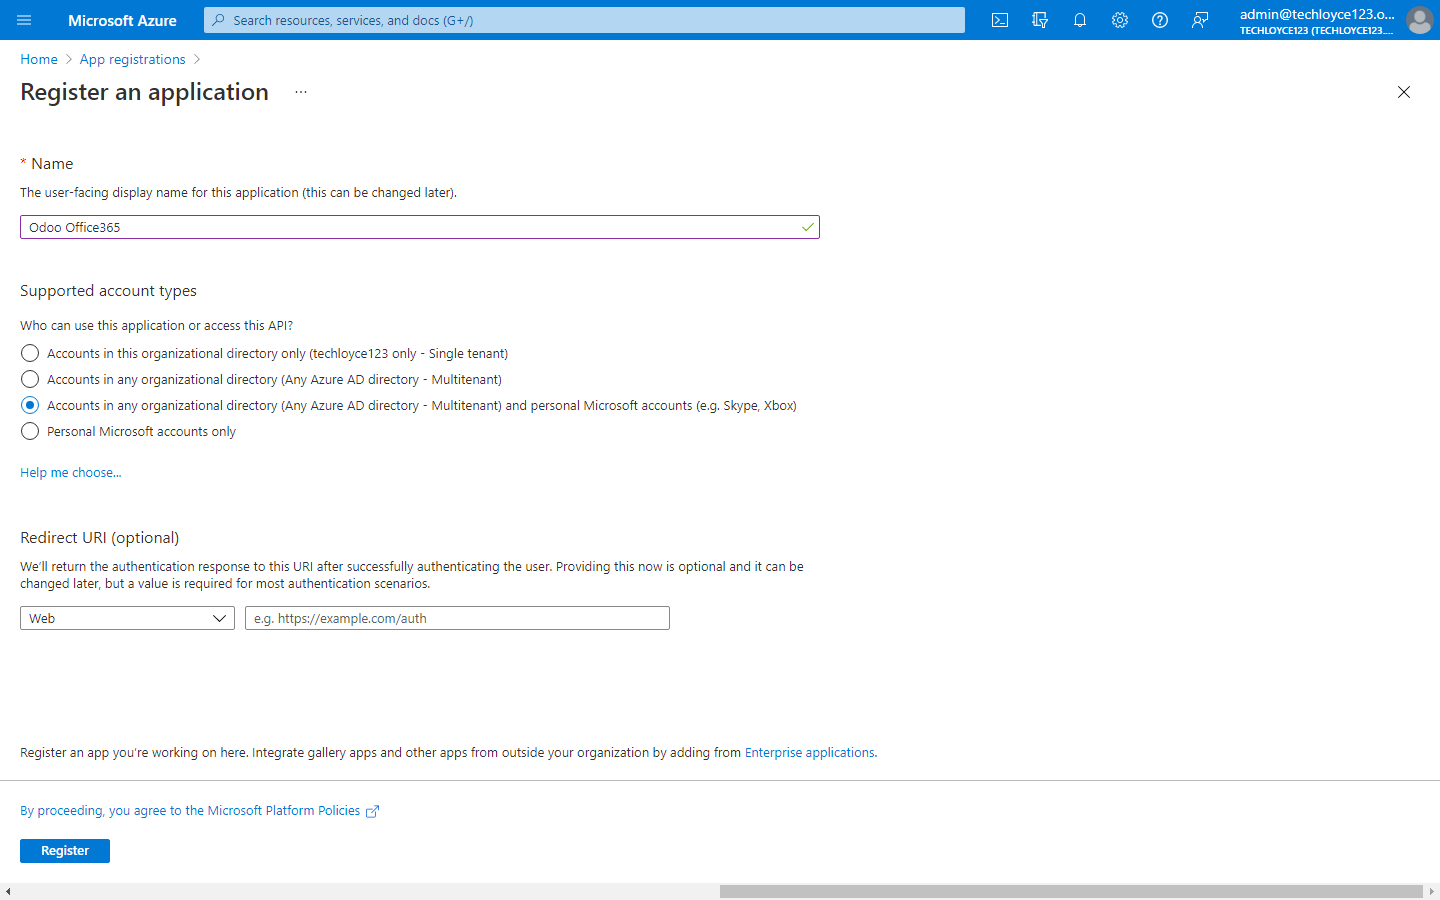 Microsoft Azure
Search resources, services, and docs (G+/)
admin@techloyce123.o...
TECHLOYCE123 (TECHLOYCE123....
Home > App registrations >
Register an application ...
* Name
The user-facing display name for this application (this can be changed later).
Odoo Office365
Supported account types
Who can use this application or access this API?
Accounts in this organizational directory only (techloyce123 only - Single tenant)
Accounts in any organizational directory (Any Azure AD directory - Multitenant)
Accounts in any organizational directory (Any Azure AD directory - Multitenant) and personal Microsoft accounts (e.g. Skype, Xbox)
Personal Microsoft accounts only
Help me choose...
Redirect URI (optional)
We'll return the authentication response to this URI after successfully authenticating the user. Providing this now is optional and it can be
changed later, but a value is required for most authentication scenarios.
Web
e.g. https://example.com/auth
Register an app you're working on here. Integrate gallery apps and other apps from outside your organization by adding from Enterprise applications.
By proceeding, you agree to the Microsoft Platform Policies
Register